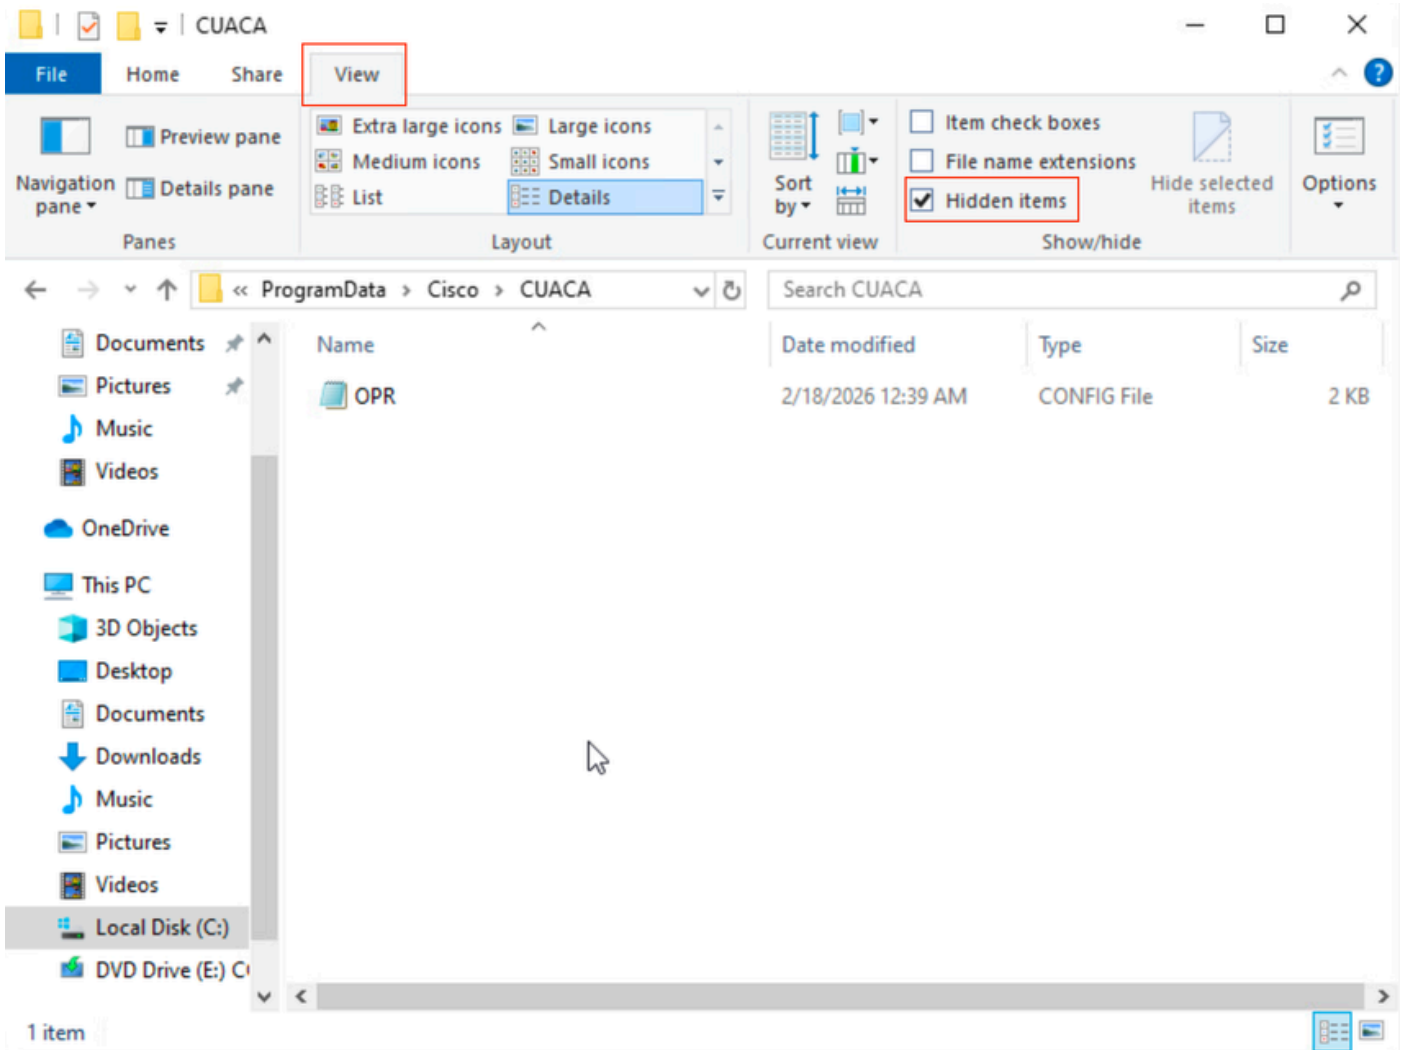 CUACA
File Home Share View
Navigation pane
Preview pane
Details pane
Panes
Extra large icons Large icons
Medium icons Small icons
List Details
Layout
Sort by
Current view
Item check boxes
File name extensions
Hidden items
Hide selected items
Show/hide
Options
« ProgramData > Cisco > CUACA
Search CUACA
Name Date modified Type Size
OPR 2/18/2026 12:39 AM CONFIG File 2 KB
Documents
Pictures
Music
Videos
OneDrive
This PC
3D Objects
Desktop
Documents
Downloads
Music
Pictures
Videos
Local Disk (C:)
DVD Drive (E:)
1 item